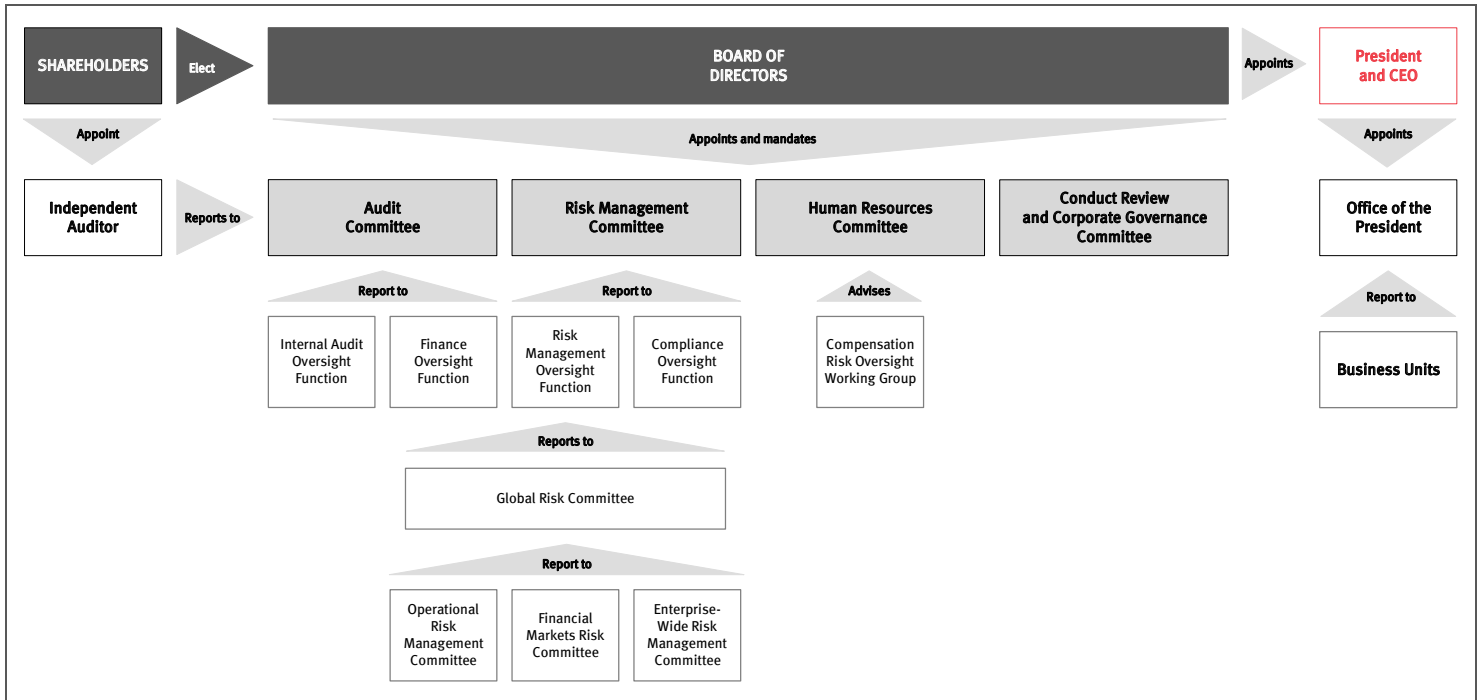 SHAREHOLDERS
Elect
BOARD OF
DIRECTORS
Appoints
President
and CEO
Appoint
Appoints and mandates
Appoints
Independent
Auditor
Reports to
Audit
Committee
Risk Management
Committee
Human Resources
Committee
Conduct Review
and Corporate Governance
Committee
Office of the
President
Report to
Report to
Advises
Report to
Internal Audit
Oversight
Function
Finance
Oversight
Function
Risk
Management
Oversight
Function
Compliance
Oversight
Function
Compensation
Risk Oversight
Working Group
Business Units
Reports to
Global Risk Committee
Report to
Operational
Risk
Management
Committee
Financial
Markets Risk
Committee
Enterprise-
Wide Risk
Management
Committee